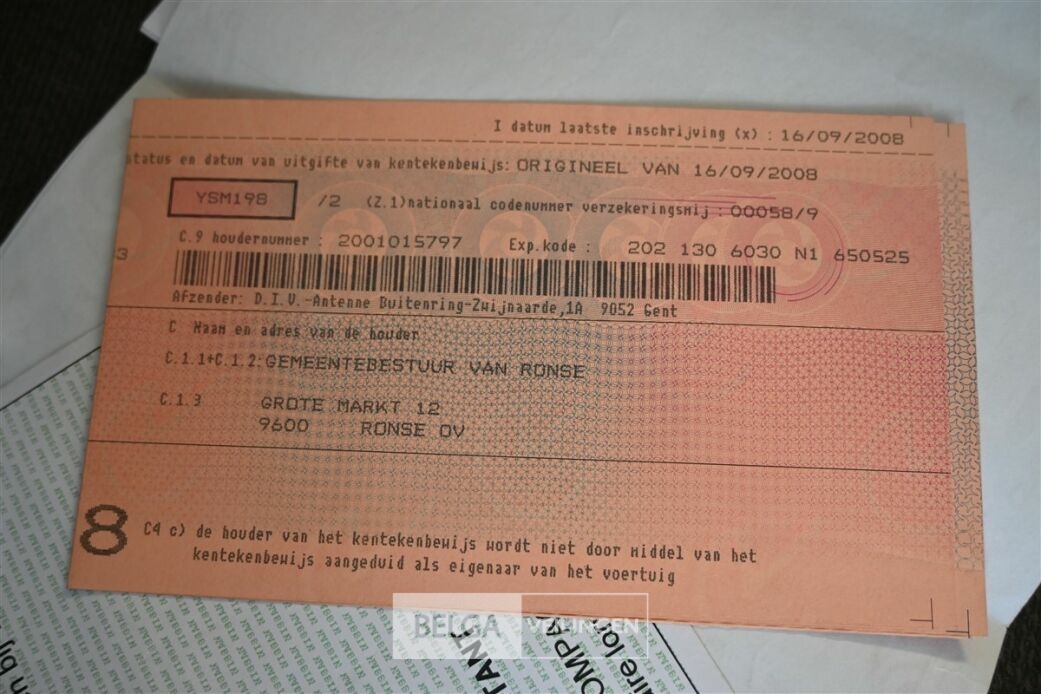 I datum laatste inschrijving (x) : 16/09/2008
status en datum van uitgifte van kentekenbewijs: ORIGINEEL VAN 16/09/2008
YSM198 /2 (Z.1)nationaal codenummer verzekeringsmij : 00058/9
C.9 houdernummer : 2001015797 Exp.kode : 202 130 6030 N1 650525
3
Afzender: D.I.V.-Antenne Buitenring-Zwijnaarde,1A 9052 Gent
C Naam en adres van de houder
C.1.1+C.1.2:GEMEENTEBESTUUR VAN RONSE
C.1.3 GROTE MARKT 12
9600 RONSE OV
8 C4 c) de houder van het kentekenbewijs wordt niet door middel van het
kentekenbewijs aangeduid als eigenaar van het voertuig
BELGA